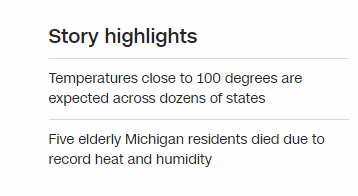 Story highlights
Temperatures close to 100 degrees are
expected across dozens of states
Five elderly Michigan residents died due to
record heat and humidity